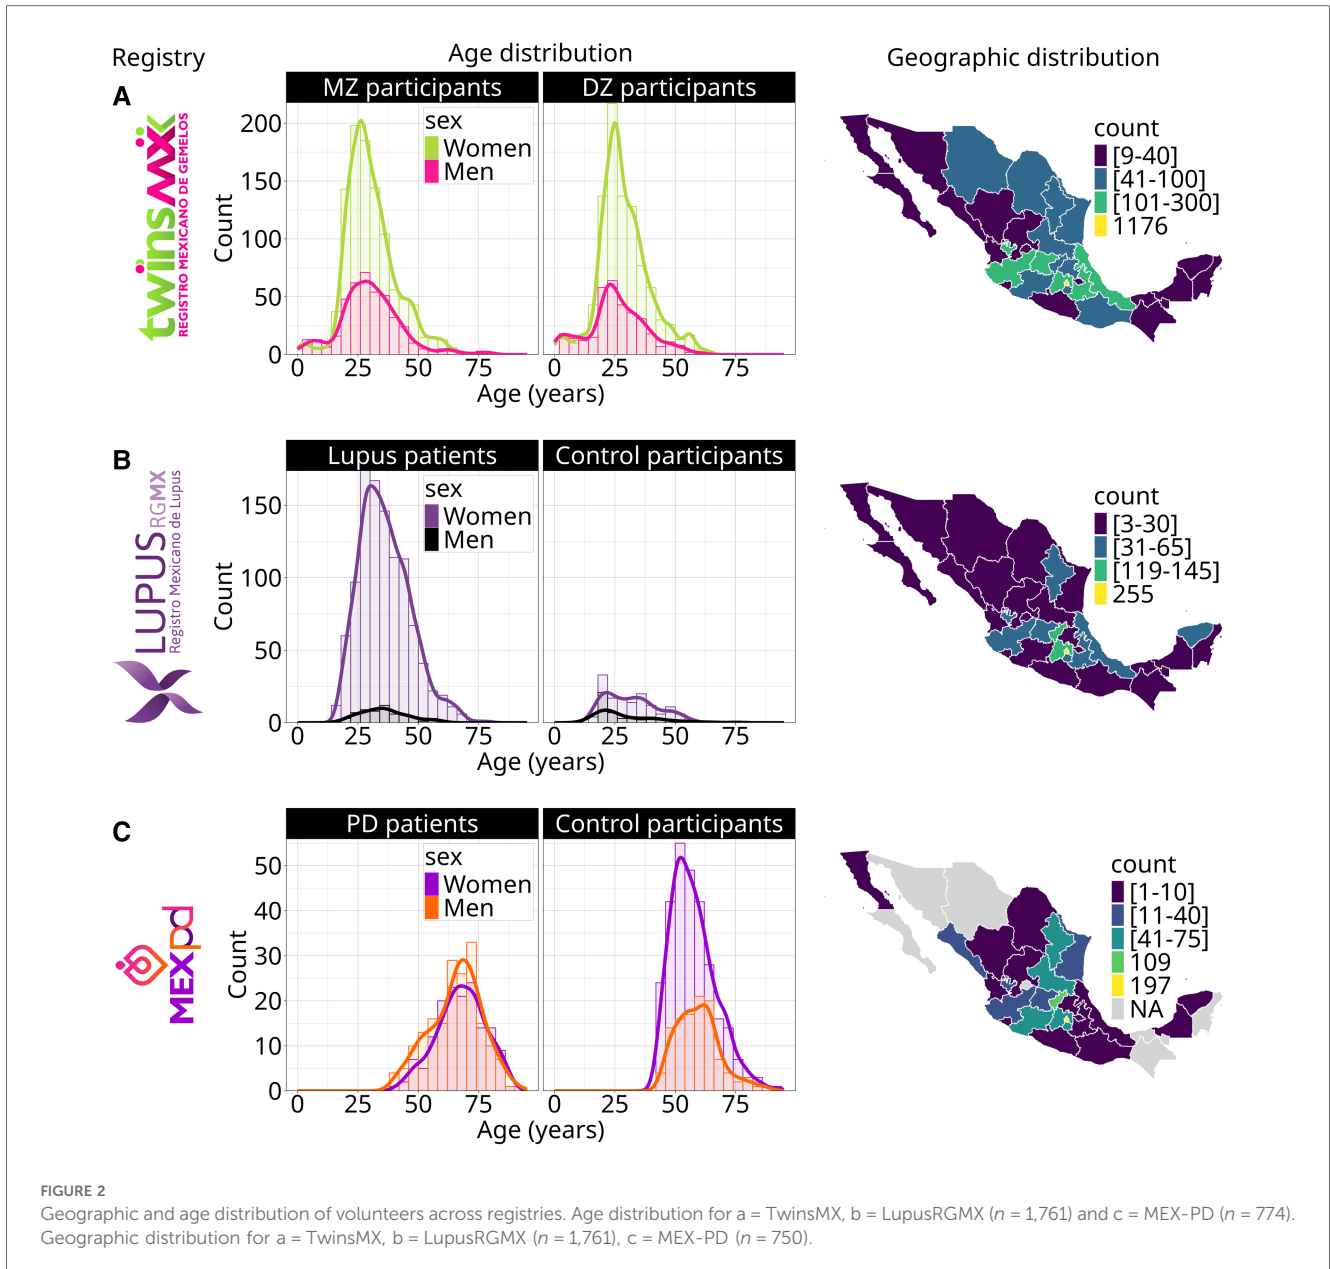 Registry
Age distribution
Geographic distribution
A
twinsmx
REGISTRO MEXICANO DE GEMELOS
MZ participants
DZ participants
sex
Women
Men
Count
200
150
100
50
0
0 25 50 75
0 25 50 75
Age (years)
count
[9-40]
[41-100]
[101-300]
1176
B
LUPUSRGMX
Registro Mexicano de Lupus
Lupus patients
Control participants
sex
Women
Men
Count
150
100
50
0
0 25 50 75
0 25 50 75
Age (years)
count
[3-30]
[31-65]
[119-145]
255
C
MEXpd
PD patients
Control participants
sex
Women
Men
Count
50
40
30
20
10
0
0 25 50 75
0 25 50 75
Age (years)
count
[1-10]
[11-40]
[41-75]
109
197
NA
FIGURE 2
Geographic and age distribution of volunteers across registries. Age distribution for a = TwinsMX, b = LupusRGMX (n = 1,761) and c = MEX-PD (n = 774).
Geographic distribution for a = TwinsMX, b = LupusRGMX (n = 1,761), c = MEX-PD (n = 750).